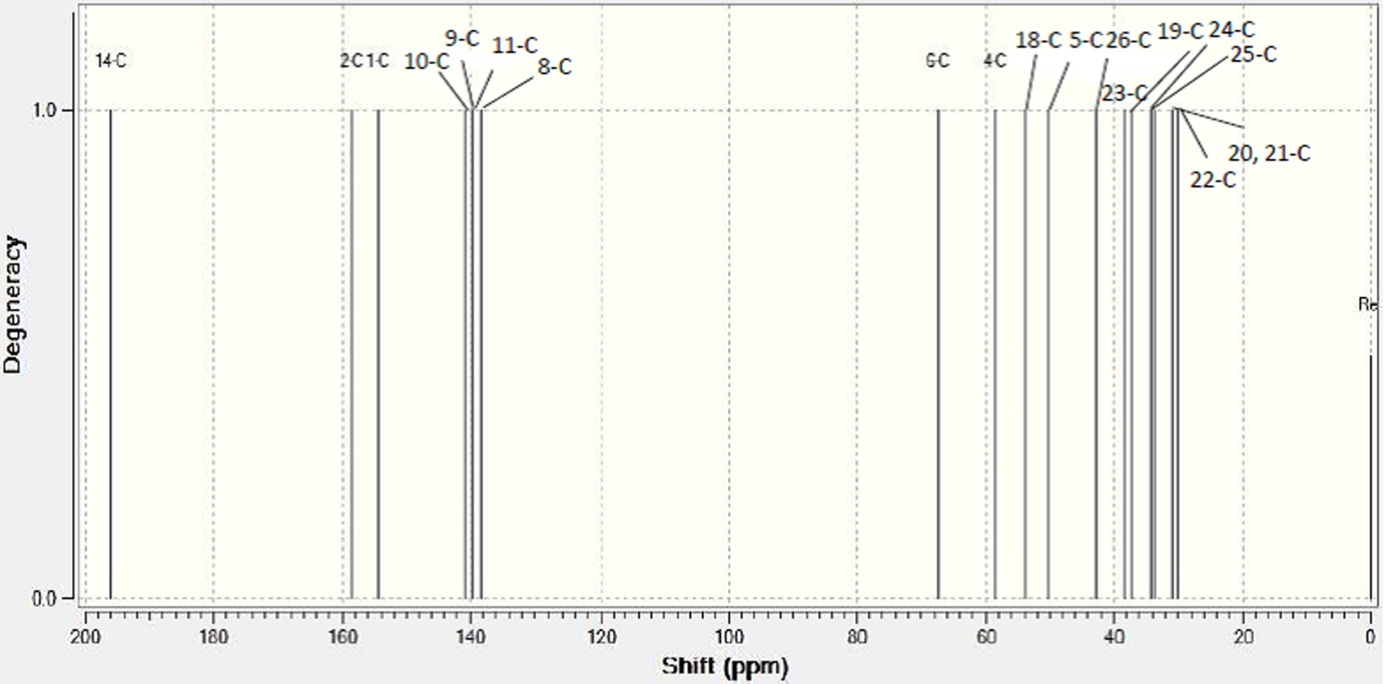 14-C
2-C 1-C
10-C
9-C
11-C
8-C
6-C
4-C
18-C
5-C
26-C
23-C
19-C
24-C
25-C
20, 21-C
22-C
1.0
0.0
Degeneracy
200 180 160 140 120 100 80 60 40 20 0
Shift (ppm)